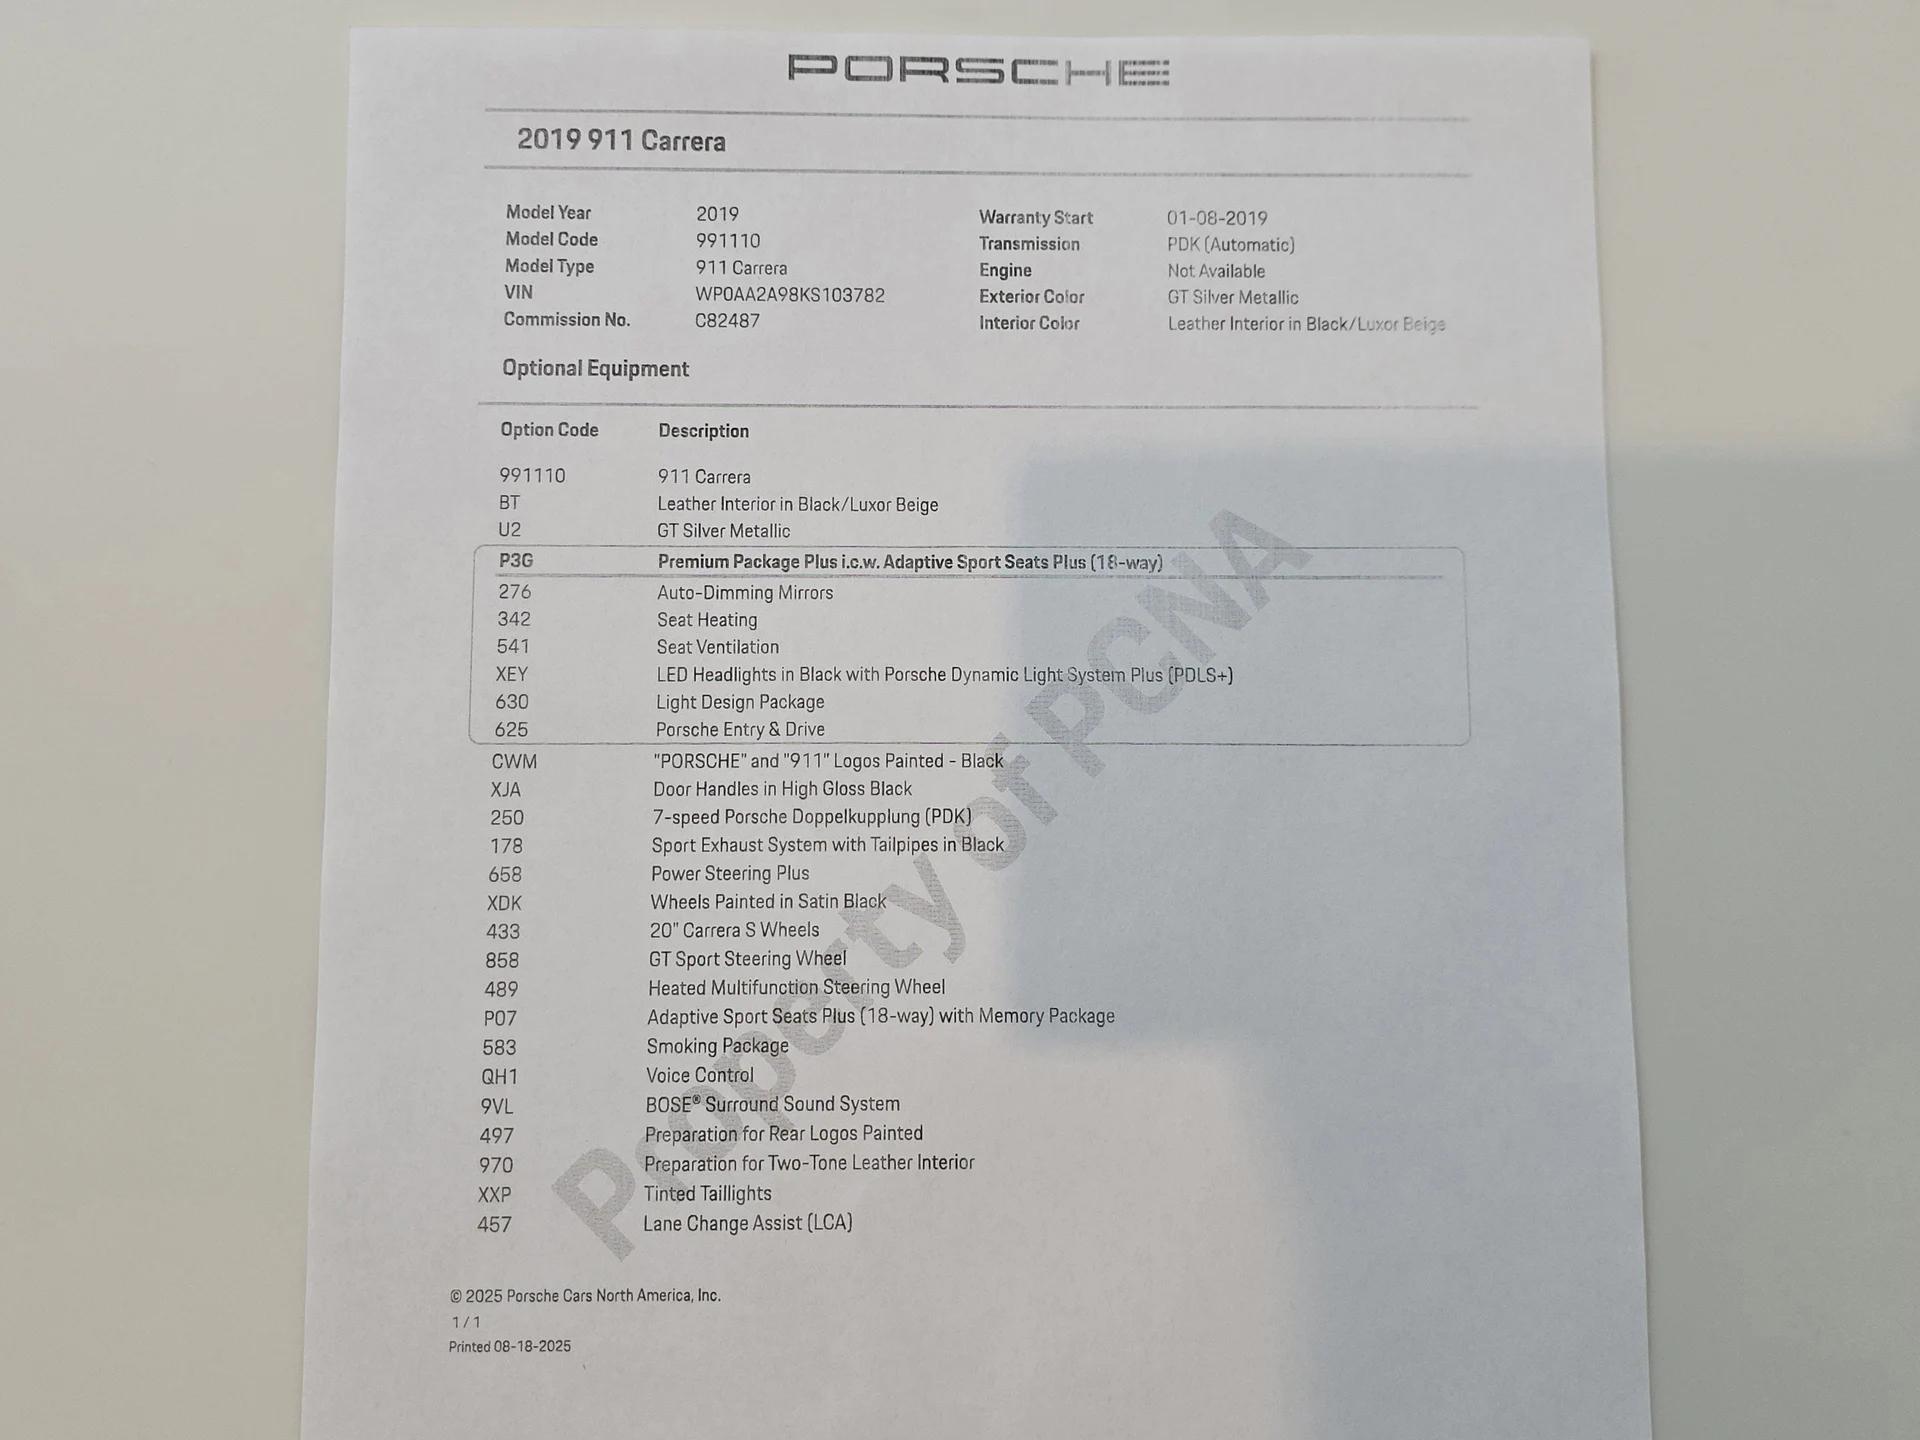 PORSCHE
2019 911 Carrera
Model Year 2019
Model Code 991110
Model Type 911 Carrera
VIN WP0AA2A98KS103782
Commission No. C82487
Warranty Start 01-08-2019
Transmission PDK (Automatic)
Engine Not Available
Exterior Color GT Silver Metallic
Interior Color Leather Interior in Black/Luxor Beige
Optional Equipment
Option Code Description
991110 911 Carrera
BT Leather Interior in Black/Luxor Beige
U2 GT Silver Metallic
P3G Premium Package Plus i.c.w. Adaptive Sport Seats Plus (18-way)
276 Auto-Dimming Mirrors
342 Seat Heating
541 Seat Ventilation
XEY LED Headlights in Black with Porsche Dynamic Light System Plus (PDLS+)
630 Light Design Package
625 Porsche Entry & Drive
CWM "PORSCHE" and "911" Logos Painted - Black
XJA Door Handles in High Gloss Black
250 7-speed Porsche Doppelkupplung (PDK)
178 Sport Exhaust System with Tailpipes in Black
658 Power Steering Plus
XDK Wheels Painted in Satin Black
433 20" Carrera S Wheels
858 GT Sport Steering Wheel
489 Heated Multifunction Steering Wheel
P07 Adaptive Sport Seats Plus (18-way) with Memory Package
583 Smoking Package
QH1 Voice Control
9VL BOSE® Surround Sound System
497 Preparation for Rear Logos Painted
970 Preparation for Two-Tone Leather Interior
XXP Tinted Taillights
457 Lane Change Assist (LCA)
Property of PCNA
© 2025 Porsche Cars North America, Inc.
1 / 1
Printed 08-18-2025